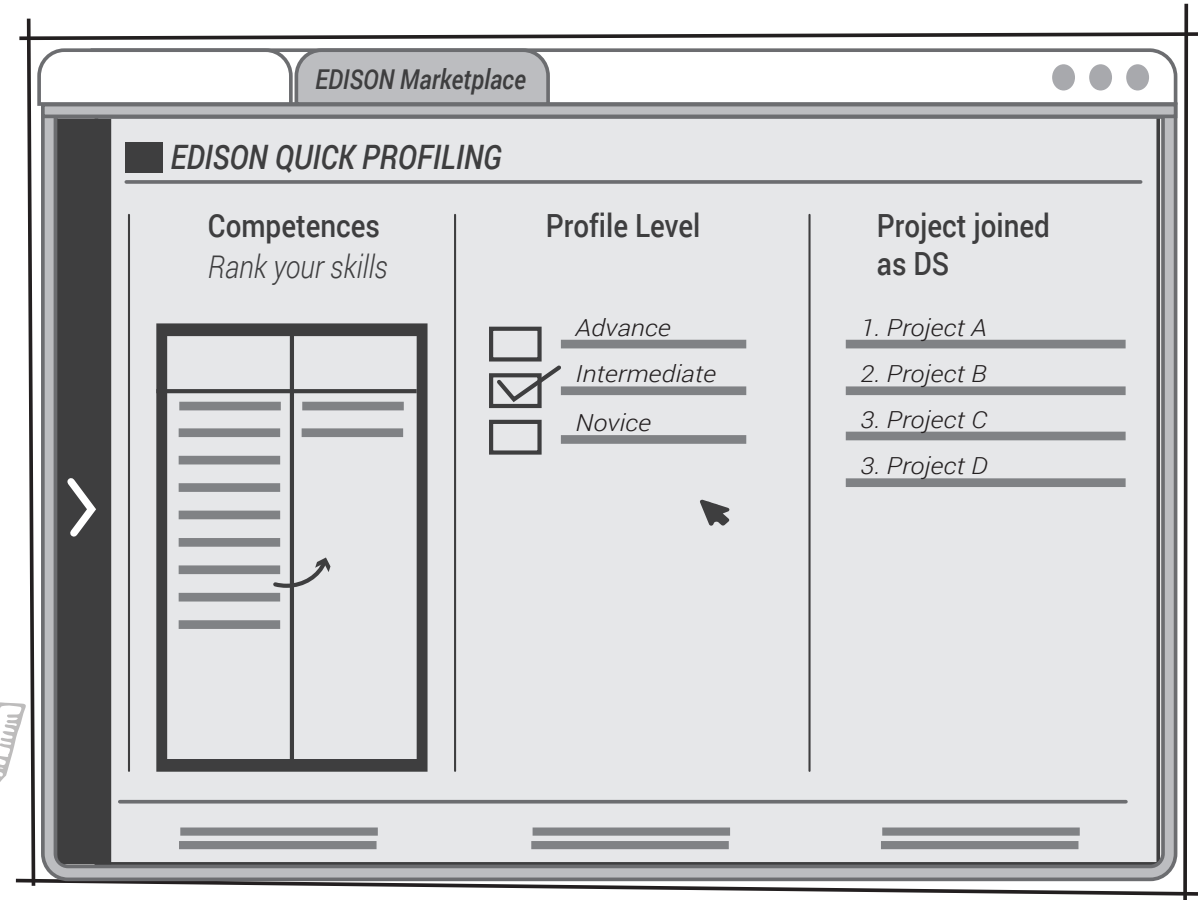 EDISON Marketplace
EDISON QUICK PROFILING
Competences
Rank your skills
Profile Level
Advance
Intermediate
Novice
Project joined
as DS
1. Project A
2. Project B
3. Project C
3. Project D